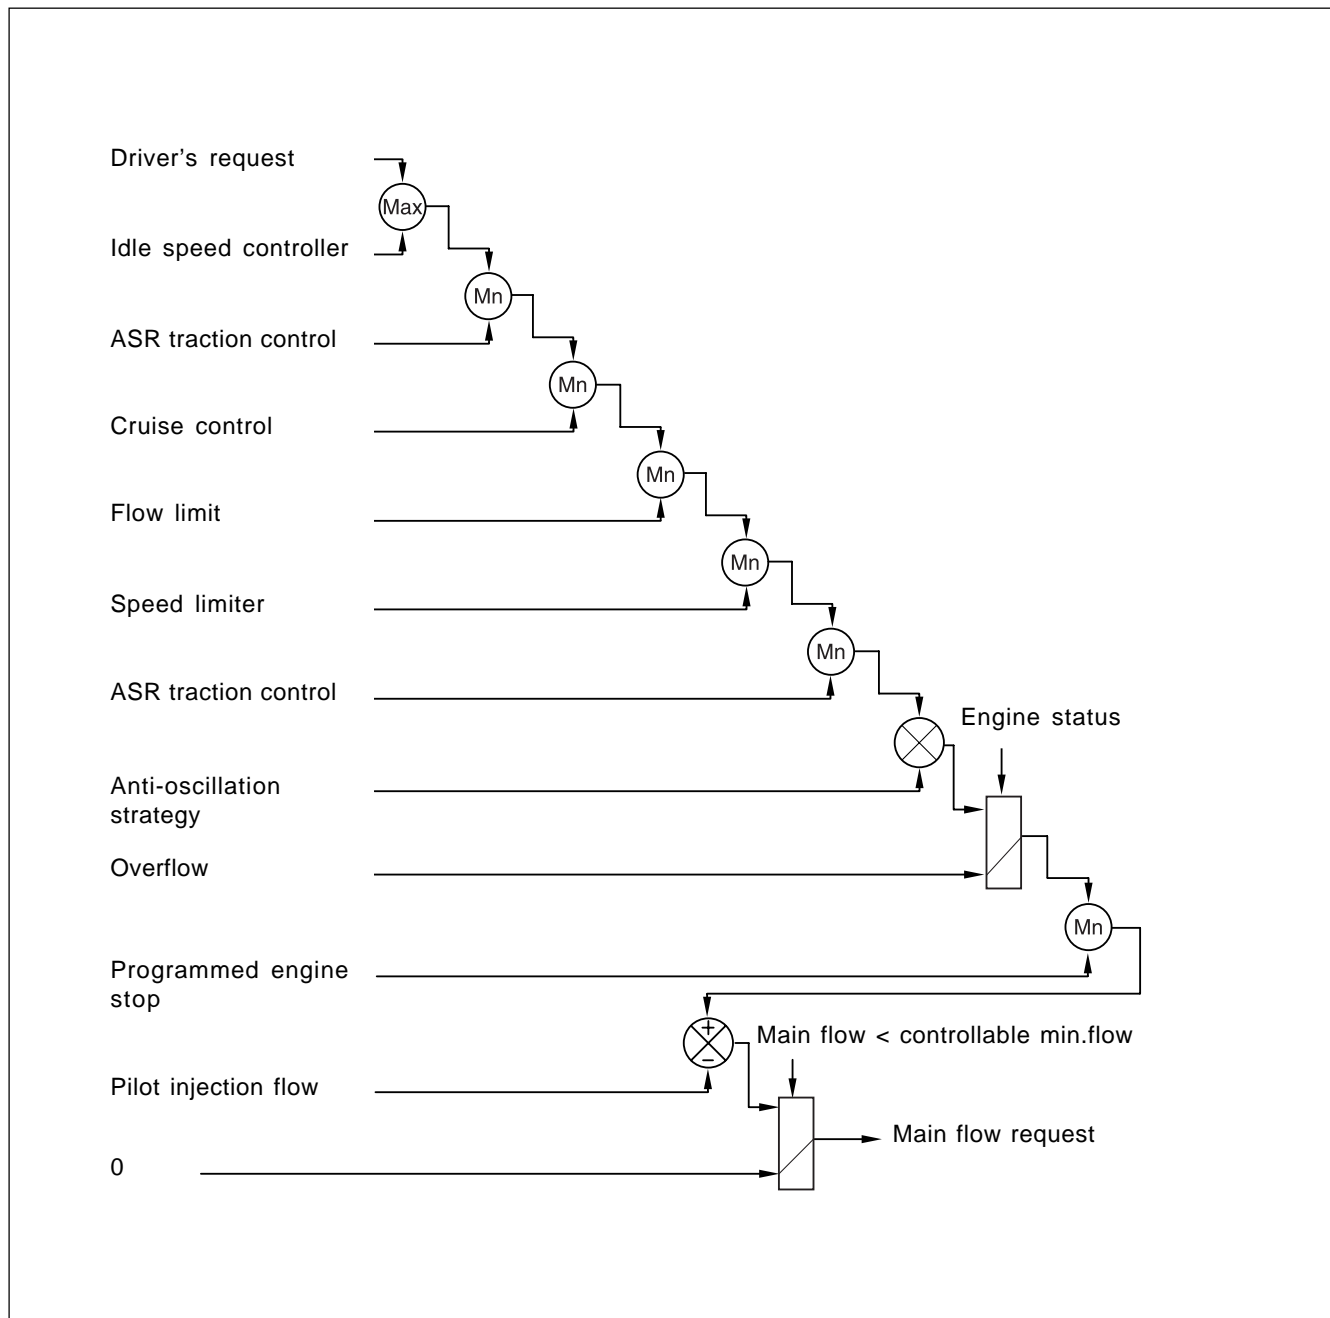 Driver's request
Max
Idle speed controller
Mn
ASR traction control
Mn
Cruise control
Mn
Flow limit
Mn
Speed limiter
Mn
ASR traction control
Engine status
Anti-oscillation
strategy
Overflow
Mn
Programmed engine
stop
+
−
Main flow < controllable min.flow
Pilot injection flow
Main flow request
0